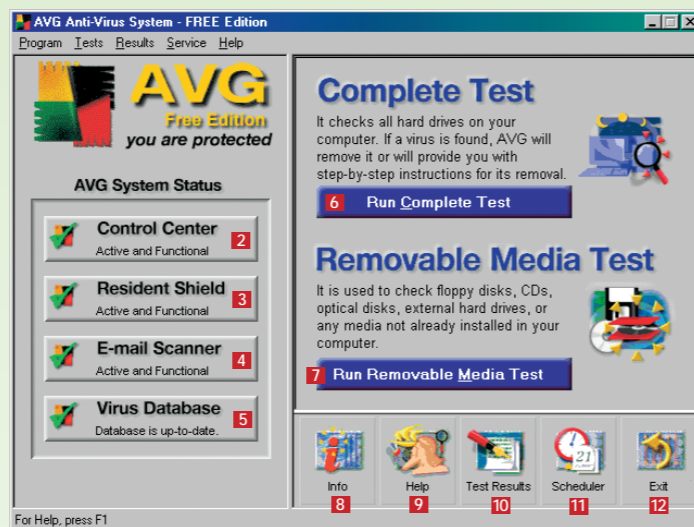 AVG Anti-Virus System - FREE Edition
Program Tests Results Service Help
AVG
Free Edition
you are protected
AVG System Status
Control Center
Active and Functional
2
Resident Shield
Active and Functional
3
E-mail Scanner
Active and Functional
4
Virus Database
Database is up-to-date.
5
Complete Test
It checks all hard drives on your
computer. If a virus is found, AVG will
remove it or will provide you with
step-by-step instructions for its removal.
6 Run Complete Test
Removable Media Test
It is used to check floppy disks, CDs,
optical disks, external hard drives, or
any media not already installed in your
computer.
7 Run Removable Media Test
21
Info Help Test Results Scheduler Exit
8 9 10 11 12
For Help, press F1